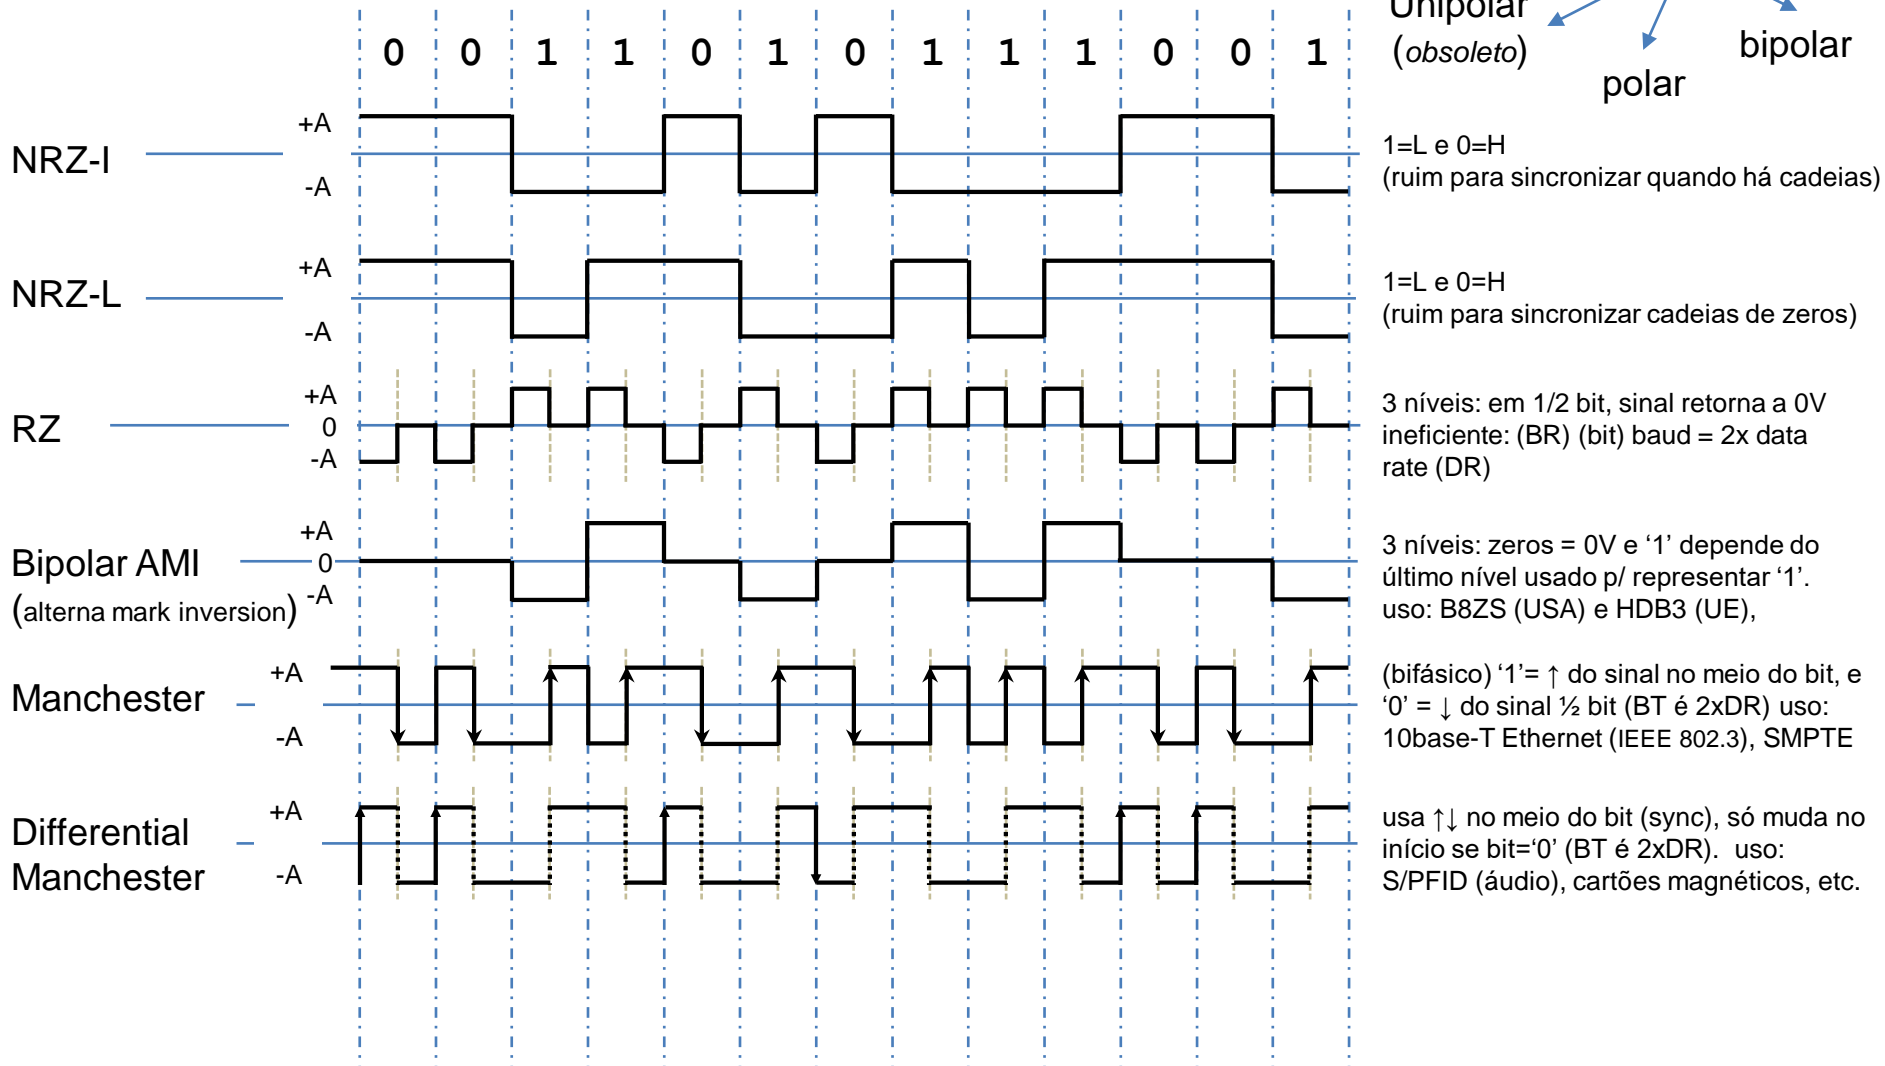 Unipolar
(obsoleto)
polar
bipolar
0 0 1 1 0 1 0 1 1 1 0 0 1
NRZ-I
+A
-A
1=L e 0=H
(ruim para sincronizar quando há cadeias)
NRZ-L
+A
-A
1=L e 0=H
(ruim para sincronizar cadeias de zeros)
RZ
+A
0
-A
3 níveis: em 1/2 bit, sinal retorna a 0V
ineficiente: (BR) (bit) baud = 2x data
rate (DR)
Bipolar AMI
(alterna mark inversion)
+A
0
-A
3 níveis: zeros = 0V e ‘1’ depende do
último nível usado p/ representar ‘1’.
uso: B8ZS (USA) e HDB3 (UE),
Manchester
+A
-A
(bifásico) ‘1’= ↑ do sinal no meio do bit, e
‘0’ = ↓ do sinal ½ bit (BT é 2xDR) uso:
10base-T Ethernet (IEEE 802.3), SMPTE
Differential
Manchester
+A
-A
usa ↑↓ no meio do bit (sync), só muda no
início se bit=‘0’ (BT é 2xDR). uso:
S/PFID (áudio), cartões magnéticos, etc.